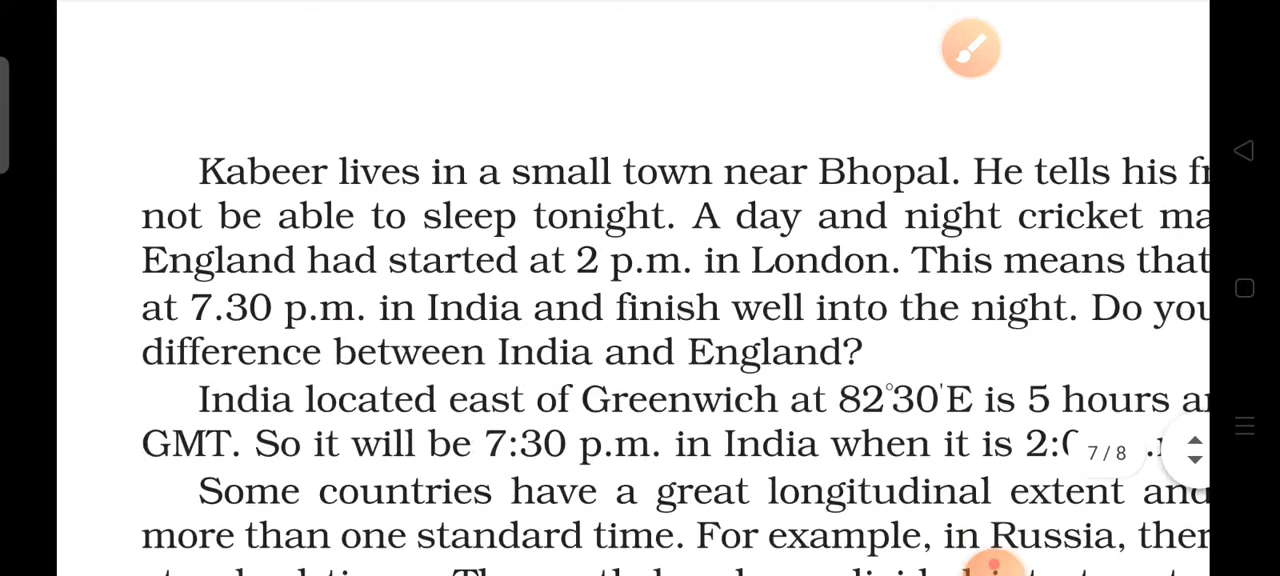 Kabeer lives in a small town near Bhopal. He tells his
not be able to sleep tonight. A day and night cricket
England had started at 2 p.m. in London. This means that
at 7.30 p.m. in India and finish well into the night. Do you
difference between India and England?
India located east of Greenwich at 82°30'E is 5 hours
GMT. So it will be 7:30 p.m. in India when it is
7 / 8
Some countries have a great longitudinal extent and
more than one standard time. For example, in Russia,